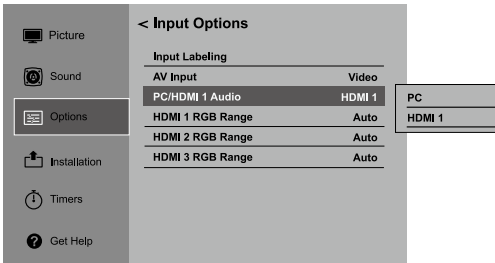 Picture
Sound
Options
Installation
Timers
Get Help
< Input Options
Input Labeling
AV Input Video
PC/HDMI 1 Audio HDMI 1
HDMI 1 RGB Range Auto
HDMI 2 RGB Range Auto
HDMI 3 RGB Range Auto
PC
HDMI 1